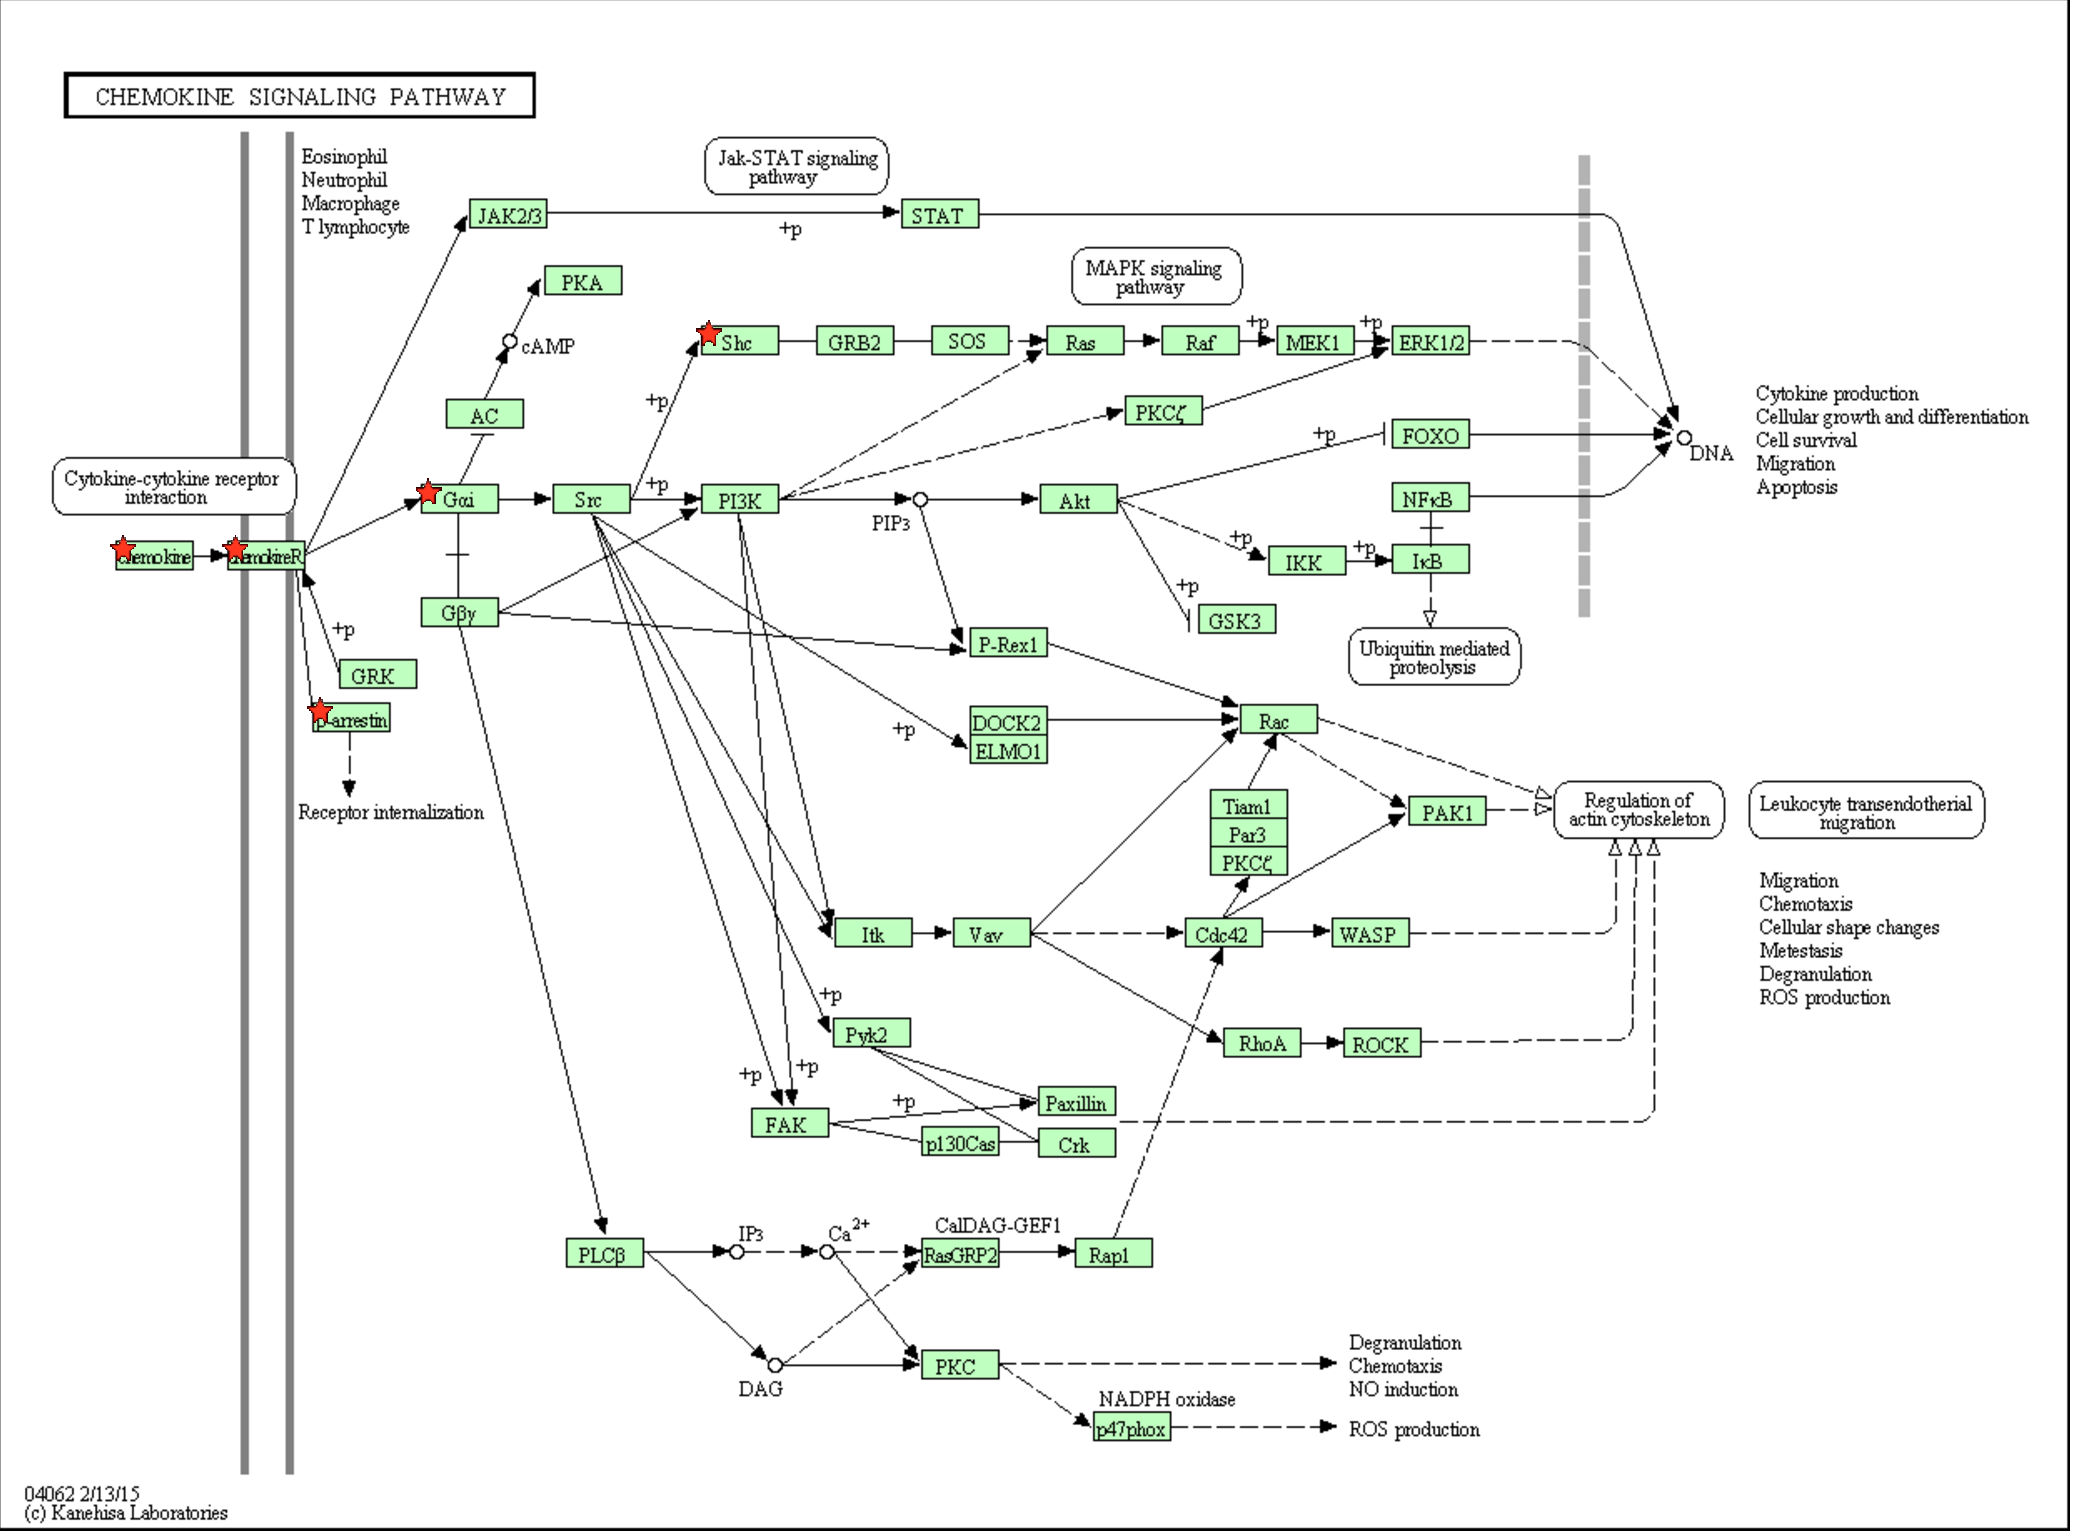 CHEMOKINE SIGNALING PATHWAY
Eosinophil
Neutrophil
Macrophage
T lymphocyte
Jak-STAT signaling
pathway
JAK2/3
+p
STAT
PKA
cAMP
AC
MAPK signaling
pathway
Shc
GRB2
SOS
Ras
Raf
+p
MEK1
+p
ERK1/2
+p
PKCζ
Cytokine production
Cellular growth and differentiation
Cell survival
Migration
Apoptosis
+p
FOXO
DNA
Cytokine-cytokine receptor
interaction
Gαi
Src
+p
PI3K
PIP3
Akt
NFκB
+p
IKK
+p
IκB
Chemokine
ChemokineR
+p
GSK3
Gβγ
+p
GRK
P-Rex1
Ubiquitin mediated
proteolysis
β-arrestin
Receptor internalization
+p
DOCK2
ELMO1
Rac
Tiam1
Par3
PKCζ
PAK1
Regulation of
actin cytoskeleton
Leukocyte transendotherial
migration
Migration
Chemotaxis
Cellular shape changes
Metestasis
Degranulation
ROS production
Itk
Vav
Cdc42
WASP
+p
Pyk2
RhoA
ROCK
+p
+p
FAK
+p
Paxillin
p130Cas
Crk
PLCβ
IP3
Ca2+
CalDAG-GEF1
RasGRP2
Rap1
DAG
PKC
Degranulation
Chemotaxis
NO induction
NADPH oxidase
p47phox
ROS production
04062 2/13/15
(c) Kanehisa Laboratories